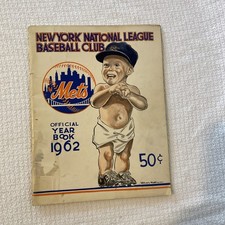 NEW YORK NATIONAL LEAGUE
BASEBALL CLUB
Mets
OFFICIAL
YEAR
BOOK
1962
50¢